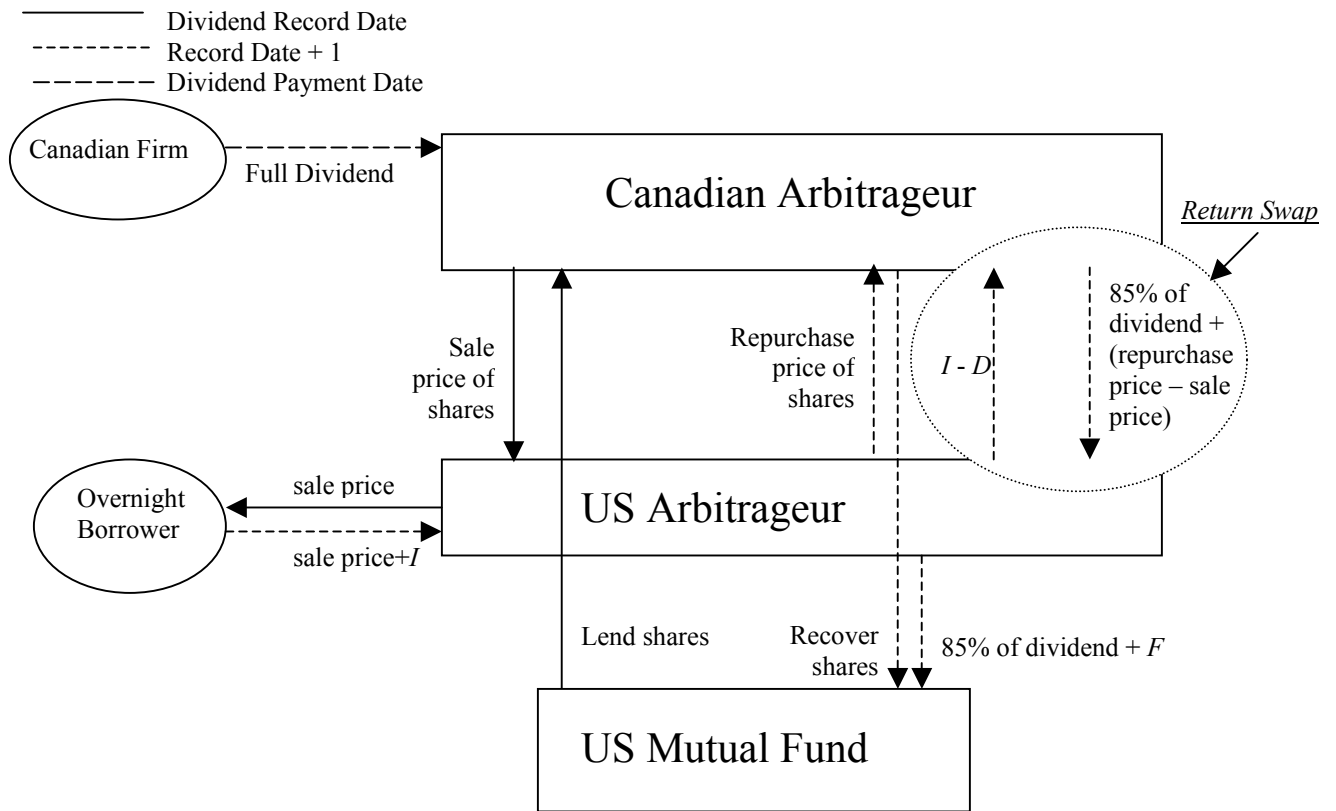 Dividend Record Date
Record Date + 1
Dividend Payment Date
Canadian Firm
Full Dividend
Canadian Arbitrageur
Return Swap
Sale
price of
shares
Repurchase
price of
shares
I - D
85% of
dividend +
(repurchase
price – sale
price)
Overnight
Borrower
sale price
sale price+I
US Arbitrageur
Lend shares
Recover
shares
85% of dividend + F
US Mutual Fund